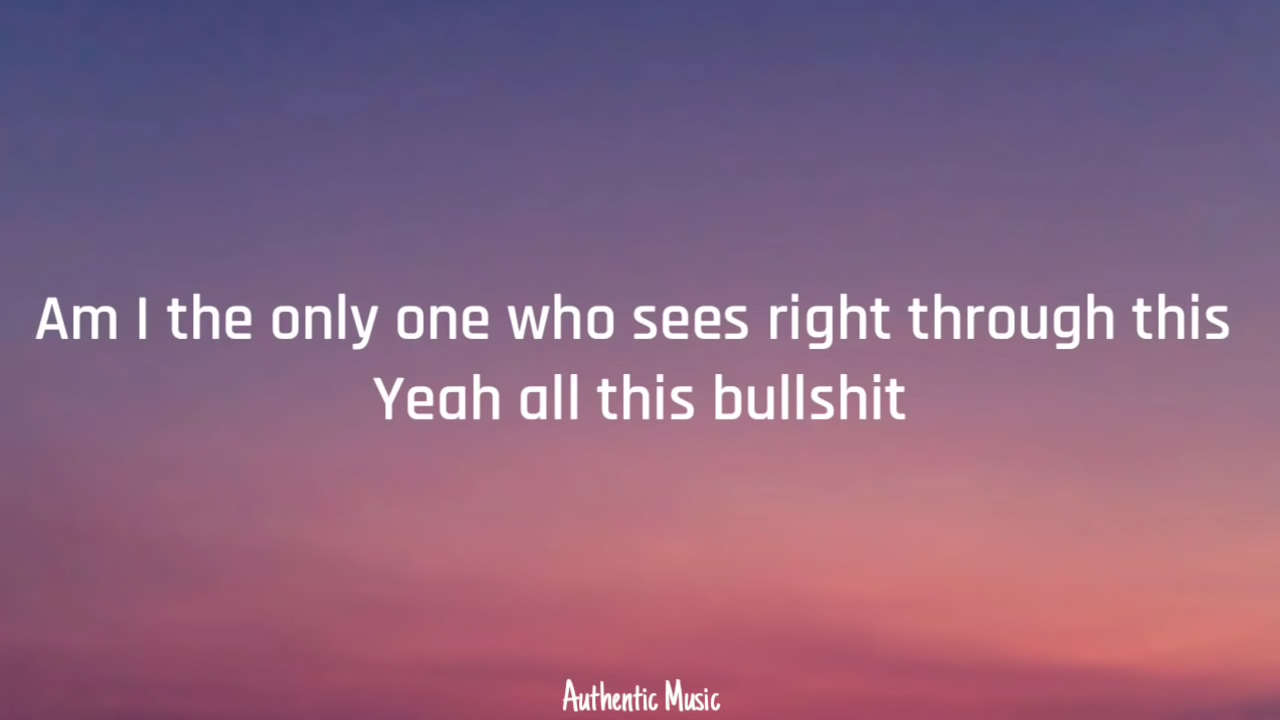 Am I the only one who sees right through this
Yeah all this bullshit
Authentic Music